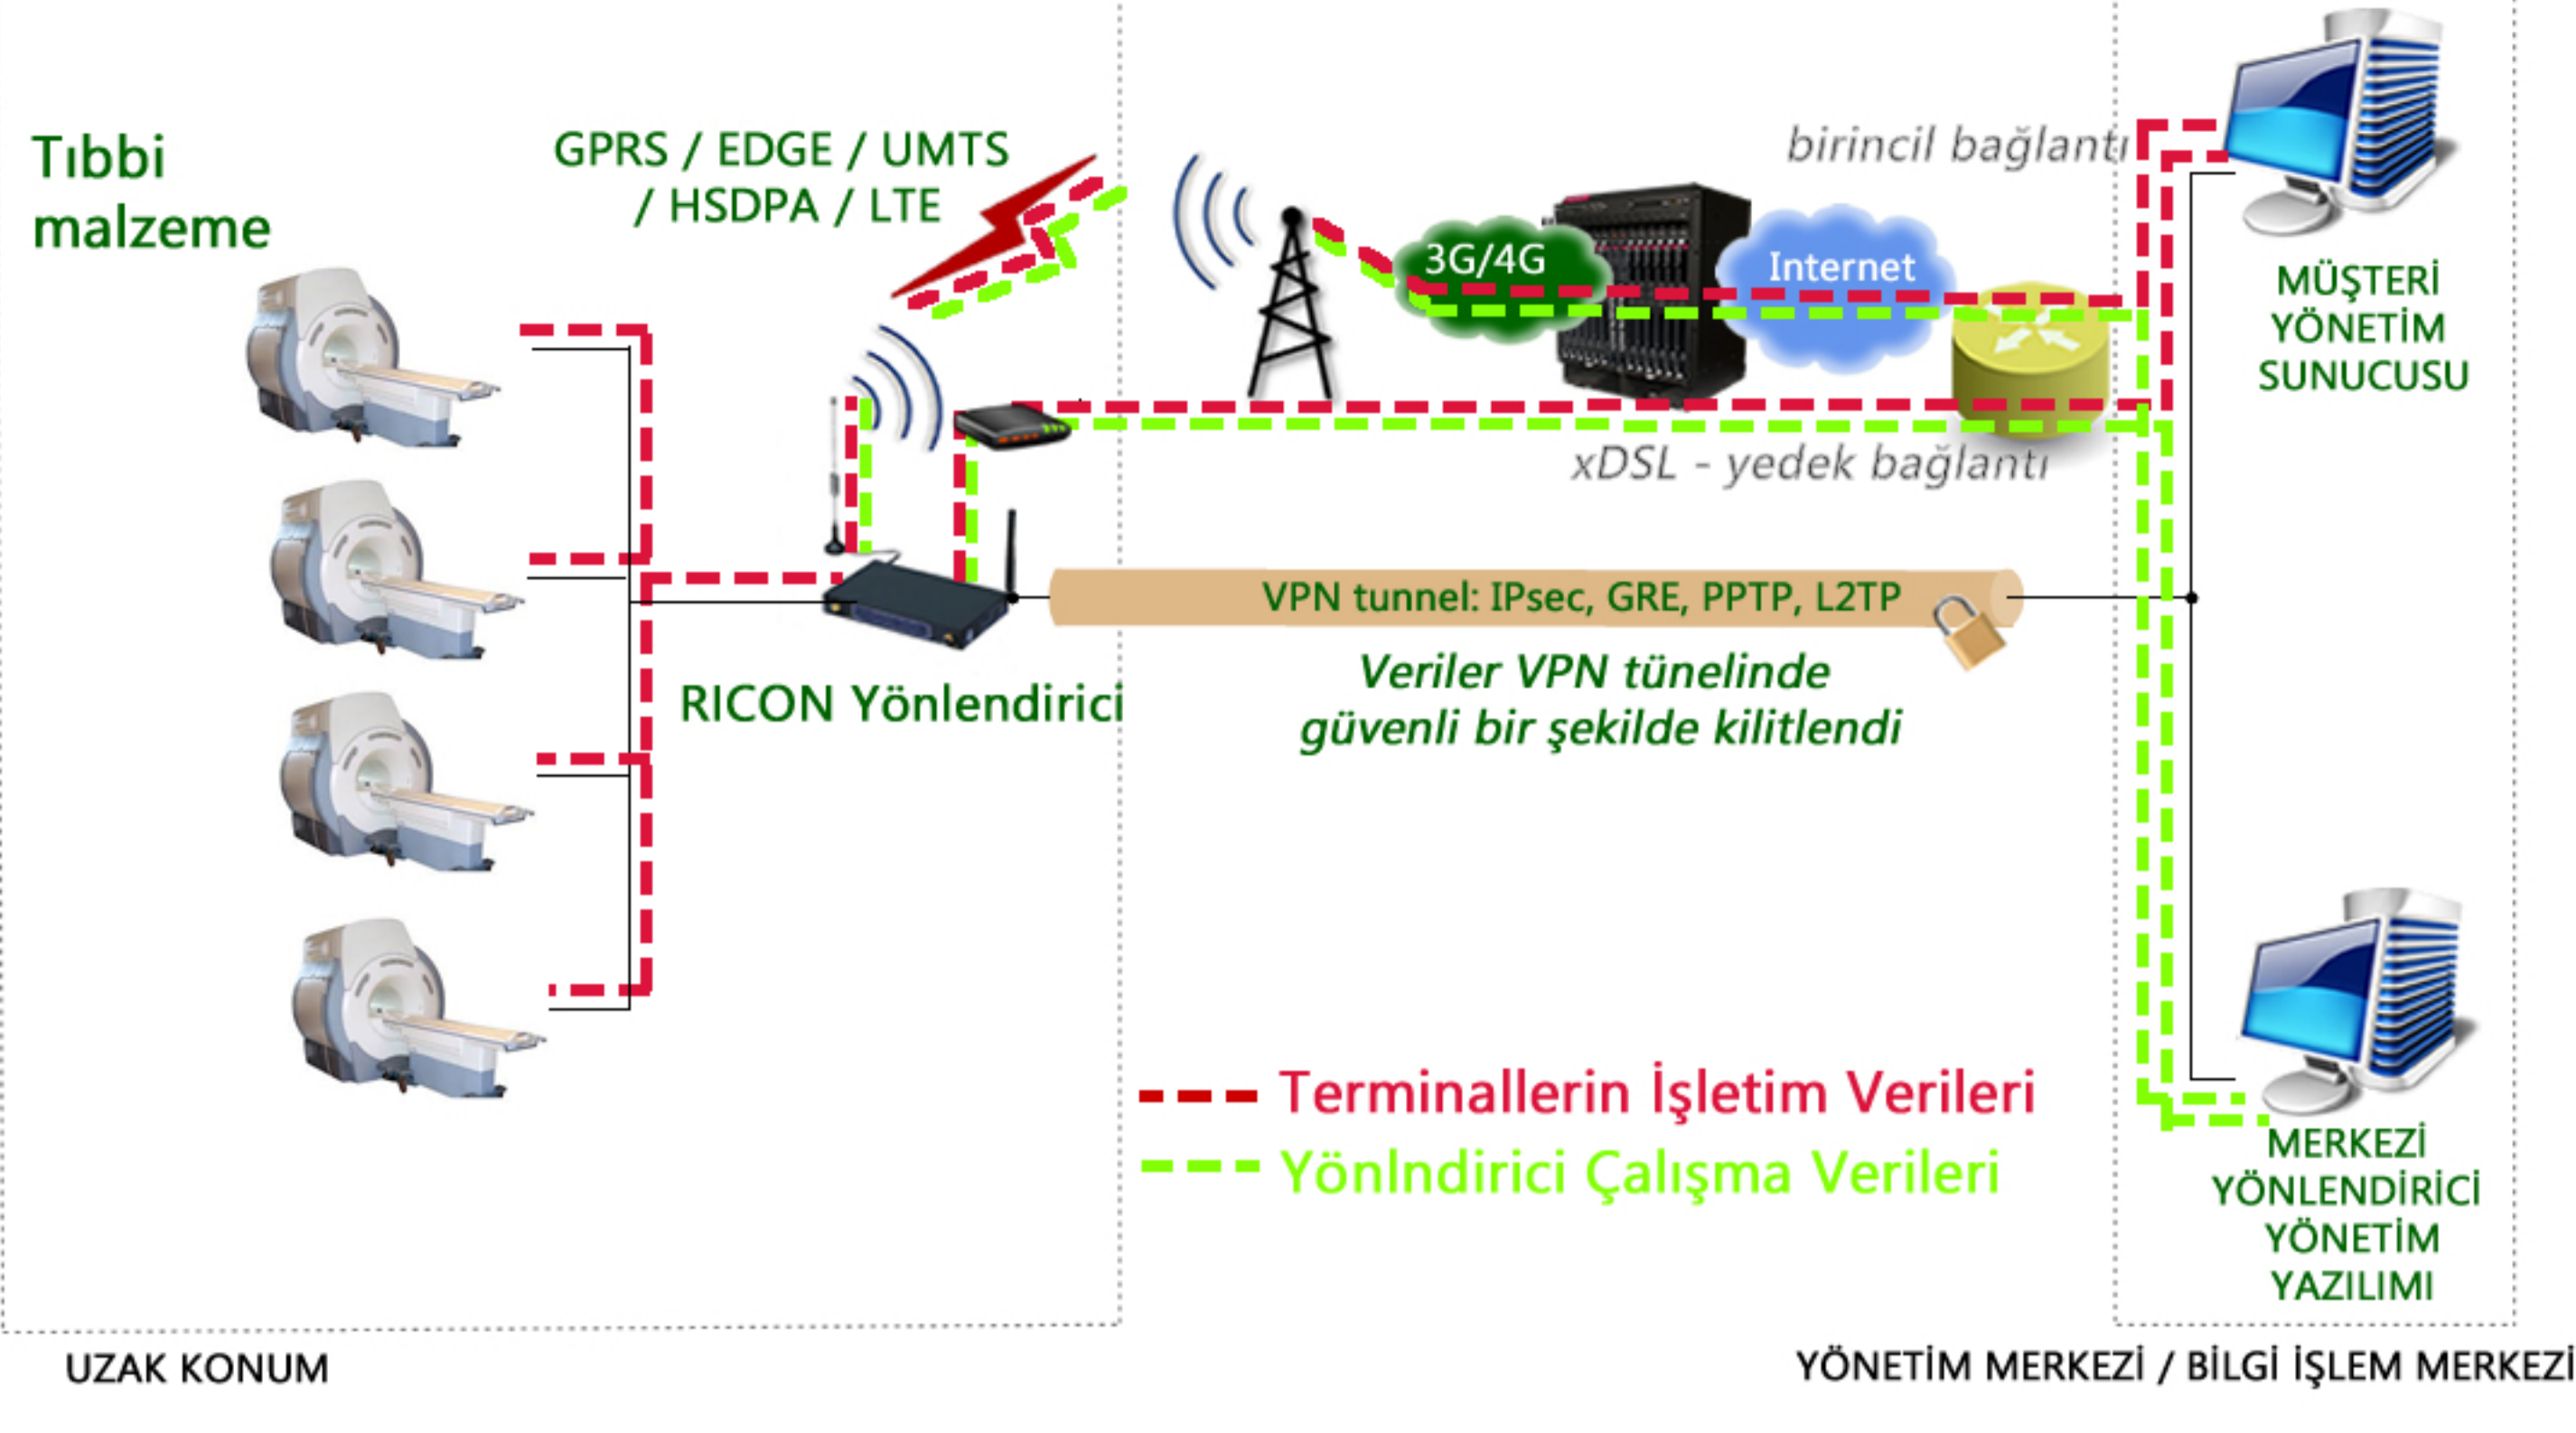 Tıbbi
malzeme
GPRS / EDGE / UMTS
/ HSDPA / LTE
birincil bağlantı
3G/4G
Internet
MÜŞTERİ
YÖNETİM
SUNUCUSU
xDSL - yedek bağlantı
VPN tunnel: IPsec, GRE, PPTP, L2TP
Veriler VPN tünelinde
güvenli bir şekilde kilitlendi
RICON Yönlendirici
Terminallerin İşletim Verileri
Yönlndirici Çalışma Verileri
MERKEZİ
YÖNLENDİRİCİ
YÖNETİM
YAZILIMI
UZAK KONUM
YÖNETİM MERKEZİ / BİLGİ İŞLEM MERKEZİ